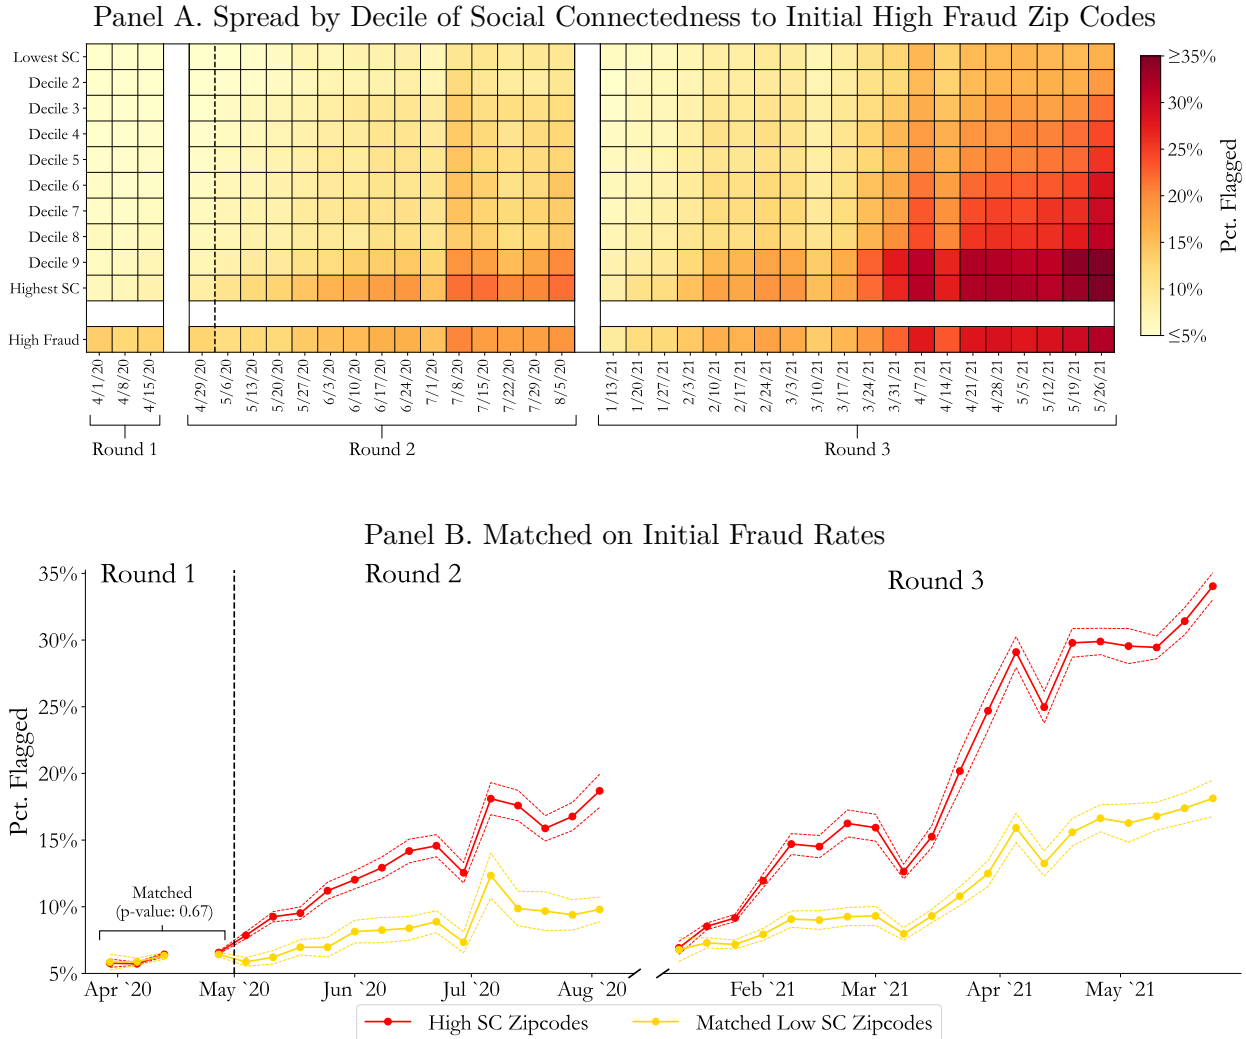 Panel A. Spread by Decile of Social Connectedness to Initial High Fraud Zip Codes
Lowest SC
Decile 2
Decile 3
Decile 4
Decile 5
Decile 6
Decile 7
Decile 8
Decile 9
Highest SC
High Fraud
≥35%
30%
25%
20%
15%
10%
≤5%
Pct. Flagged
4/1/20
4/8/20
4/15/20
4/29/20
5/6/20
5/13/20
5/20/20
5/27/20
6/3/20
6/10/20
6/17/20
6/24/20
7/1/20
7/8/20
7/15/20
7/22/20
7/29/20
8/5/20
1/13/21
1/20/21
1/27/21
2/3/21
2/10/21
2/17/21
2/24/21
3/3/21
3/10/21
3/17/21
3/24/21
3/31/21
4/7/21
4/14/21
4/21/21
4/28/21
5/5/21
5/12/21
5/19/21
5/26/21
Round 1
Round 2
Round 3
Panel B. Matched on Initial Fraud Rates
Round 1
Round 2
Round 3
35%
30%
25%
20%
15%
10%
5%
Pct. Flagged
Matched
(p-value: 0.67)
Apr `20
May `20
Jun `20
Jul `20
Aug `20
Feb `21
Mar `21
Apr `21
May `21
High SC Zipcodes
Matched Low SC Zipcodes